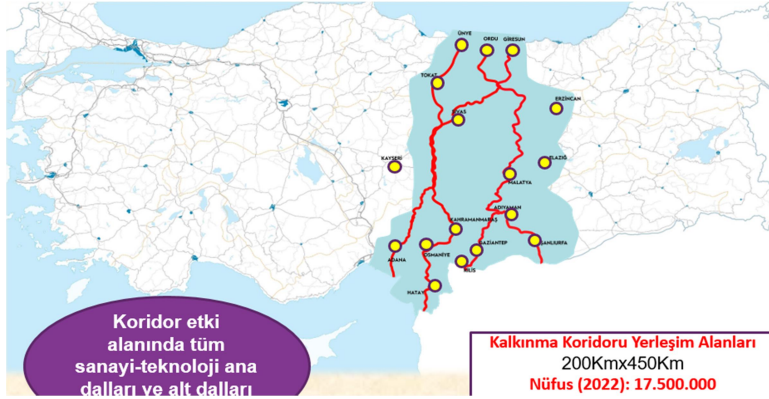 ÜNYE
ORDU
GİRESUN
TOKAT
ERZİNCAN
SİVAS
KAYSERİ
ELAZIĞ
MALATYA
ADIYAMAN
KAHRAMANMARAŞ
GAZİANTEP
ŞANLIURFA
ADANA
OSMANİYE
KİLİS
HATAY
Koridor etki
alanında tüm
sanayi-teknoloji ana
dalları ve alt dalları
Kalkınma Koridoru Yerleşim Alanları
200Kmx450Km
Nüfus (2022): 17.500.000